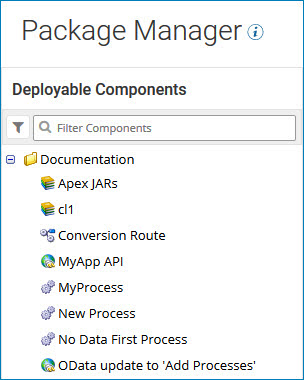 Package Manager
Deployable Components
Filter Components
Documentation
Apex JARs
cl1
Conversion Route
MyApp API
MyProcess
New Process
No Data First Process
OData update to 'Add Processes'